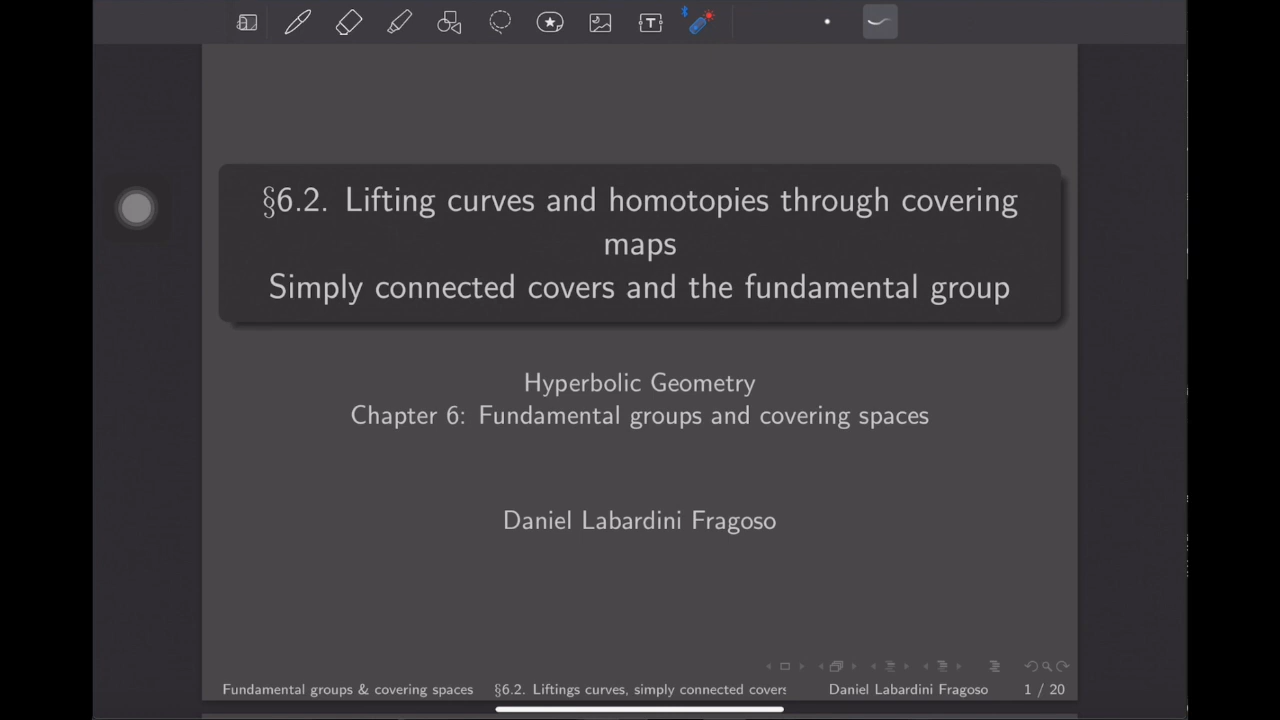 §6.2. Lifting curves and homotopies through covering
maps
Simply connected covers and the fundamental group
Hyperbolic Geometry
Chapter 6: Fundamental groups and covering spaces
Daniel Labardini Fragoso
Fundamental groups & covering spaces §6.2. Liftings curves, simply connected covers Daniel Labardini Fragoso 1 / 20